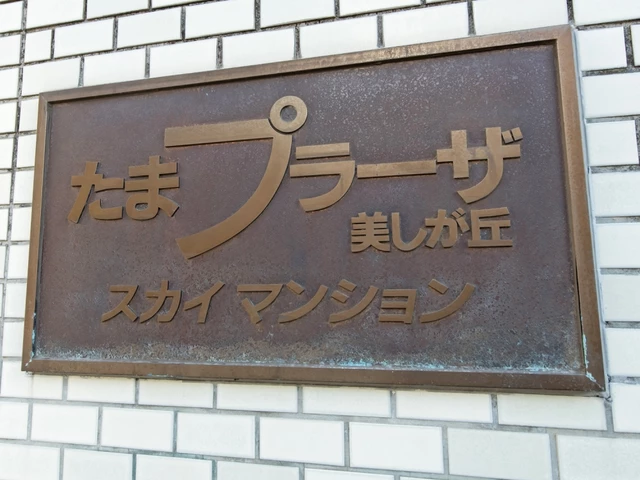 たまプラーザ
美しが丘
スカイマンション